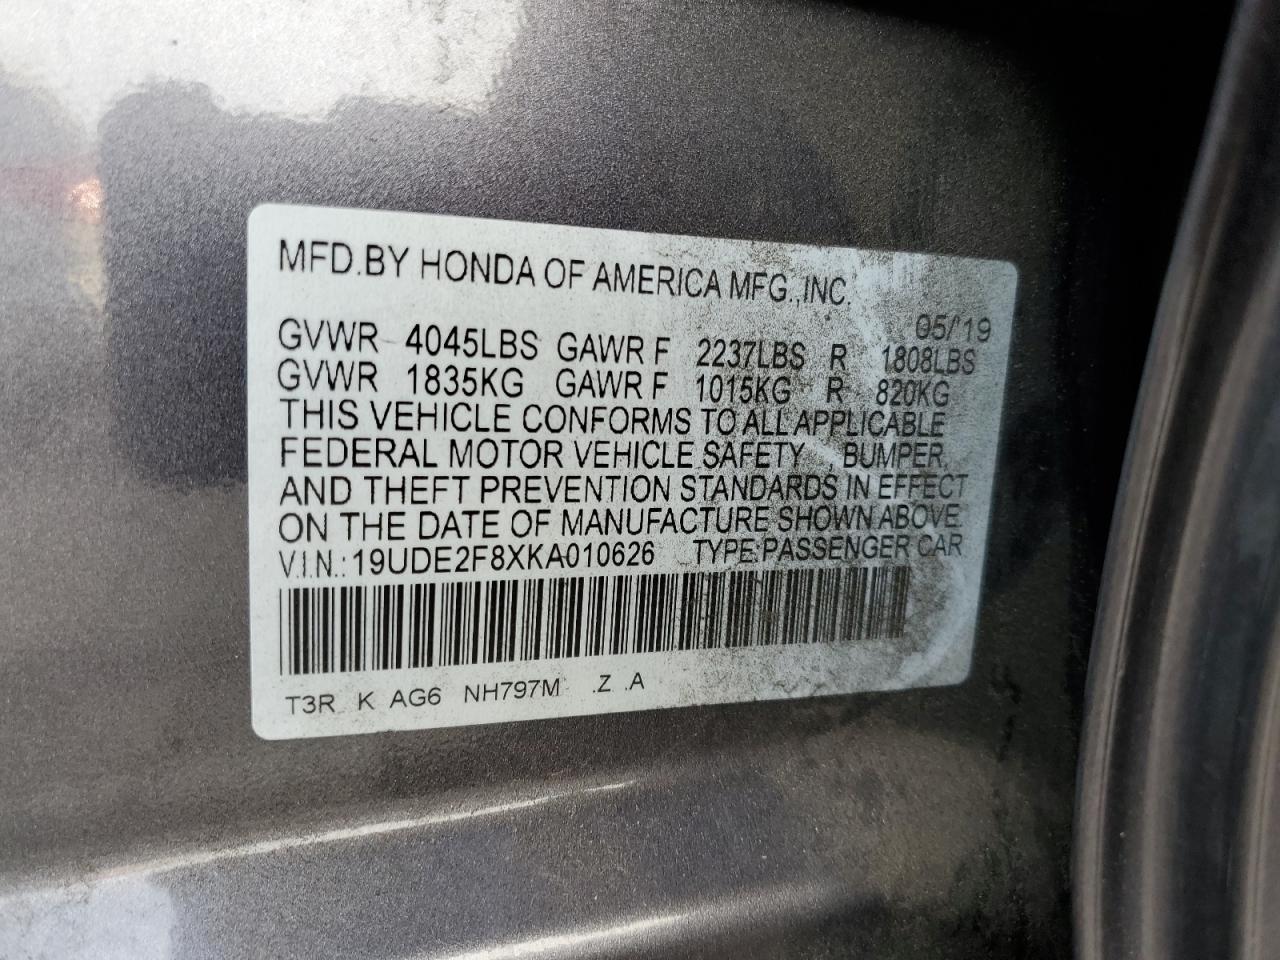 MFD.BY HONDA OF AMERICA MFG.,INC.
05/'19
GVWR 4045LBS GAWR F 2237LBS R 1808LBS
GVWR 1835KG GAWR F 1015KG R 820KG
THIS VEHICLE CONFORMS TO ALL APPLICABLE
FEDERAL MOTOR VEHICLE SAFETY , BUMPER,
AND THEFT PREVENTION STANDARDS IN EFFECT
ON THE DATE OF MANUFACTURE SHOWN ABOVE.
V.I.N.: 19UDE2F8XKA010626 TYPE:PASSENGER CAR
T3R K AG6 NH797M .Z .A